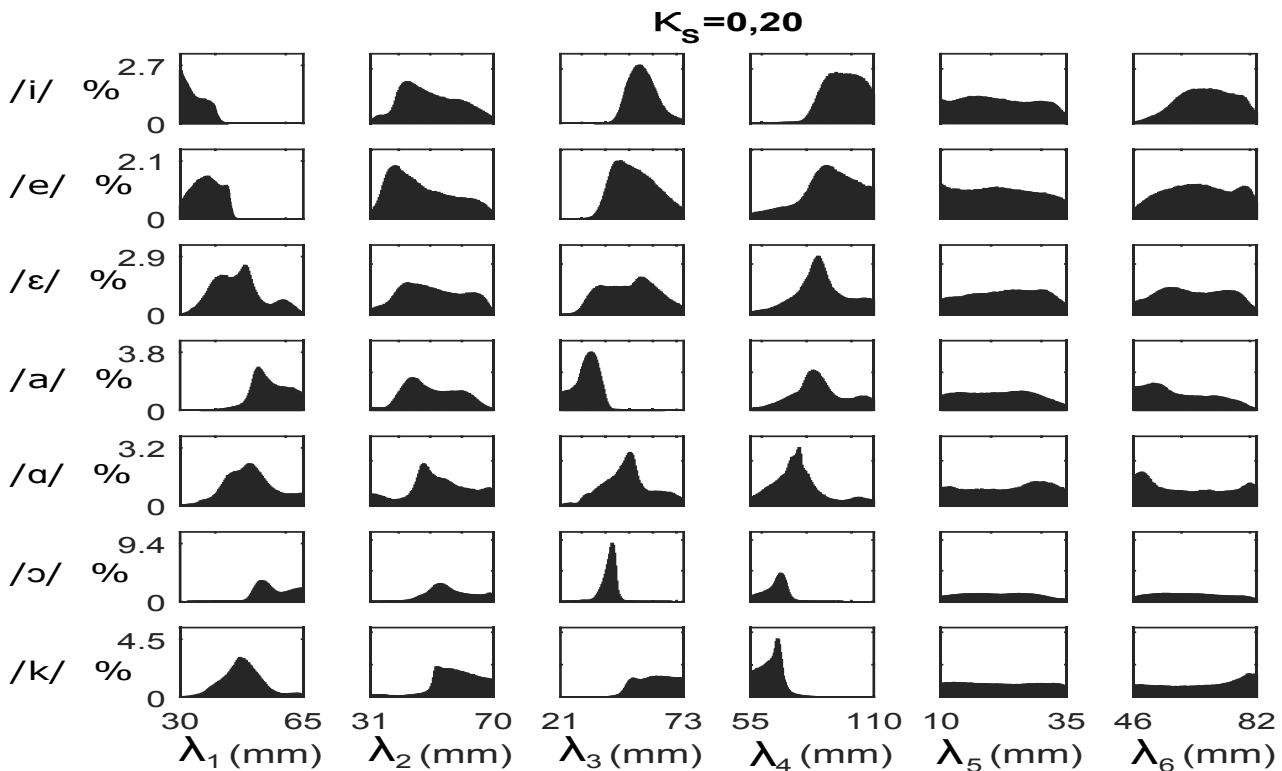 Ks=0,20
/i/ % 2.7 0
/e/ % 2.1 0
/ɛ/ % 2.9 0
/a/ % 3.8 0
/ɑ/ % 3.2 0
/ɔ/ % 9.4 0
/k/ % 4.5 0
30 65 31 70 21 73 55 110 10 35 46 82
λ1 (mm) λ2 (mm) λ3 (mm) λ4 (mm) λ5 (mm) λ6 (mm)